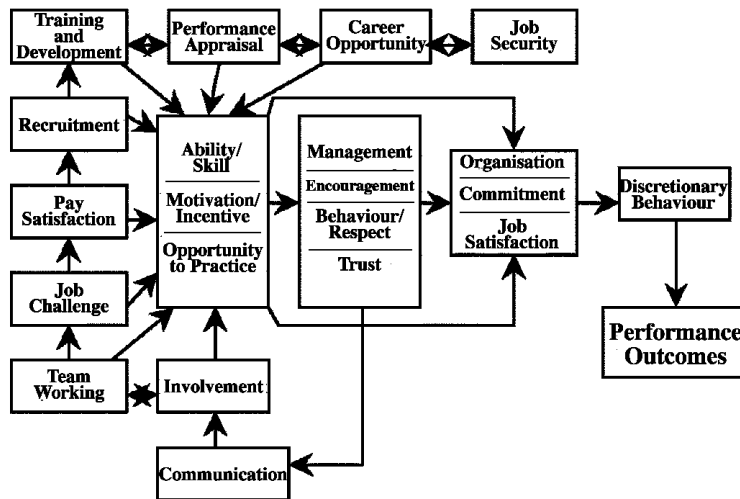 Training
and
Development
Performance
Appraisal
Career
Opportunity
Job
Security
Recruitment
Pay
Satisfaction
Job
Challenge
Team
Working
Ability/
Skill
Motivation/
Incentive
Opportunity
to Practice
Involvement
Communication
Management
Encouragement
Behaviour/
Respect
Trust
Organisation
Commitment
Job
Satisfaction
Discretionary
Behaviour
Performance
Outcomes